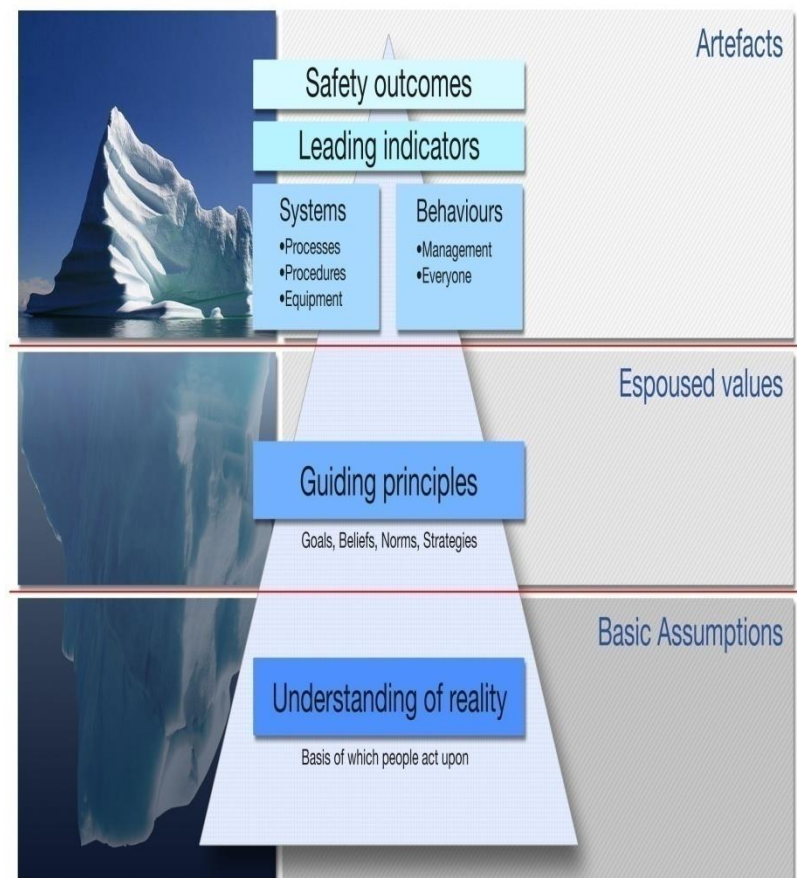 Artefacts
Safety outcomes
Leading indicators
Systems
•Processes
•Procedures
•Equipment
Behaviours
•Management
•Everyone
Espoused values
Guiding principles
Goals, Beliefs, Norms, Strategies
Basic Assumptions
Understanding of reality
Basis of which people act upon